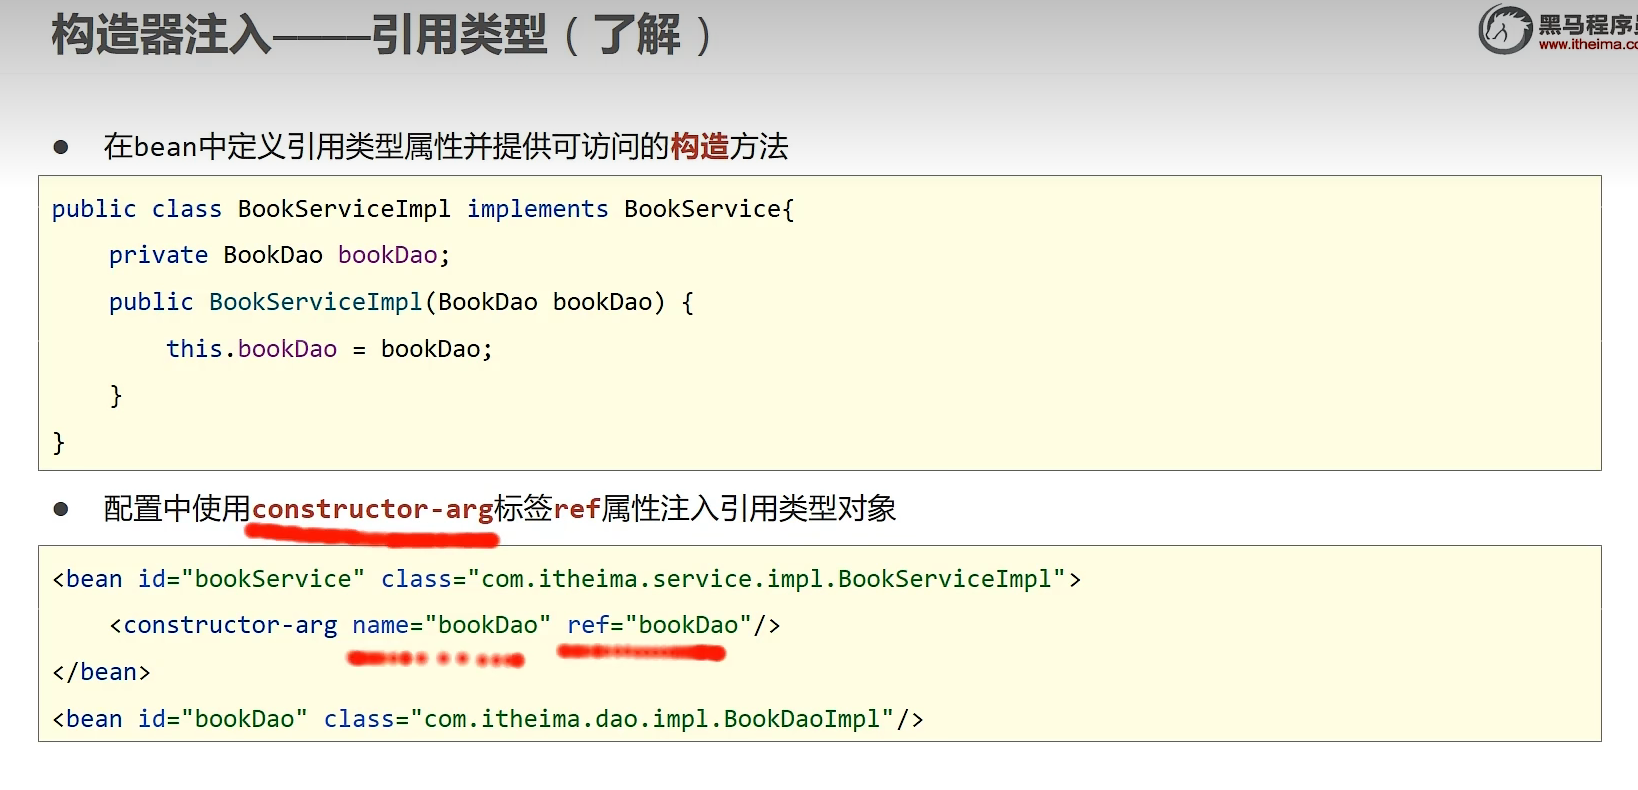 构造器注入————引用类型（了解）
黑马程序员
www.itheima.co
● 在bean中定义引用类型属性并提供可访问的构造方法
public class BookServiceImpl implements BookService{
    private BookDao bookDao;
    public BookServiceImpl(BookDao bookDao) {
        this.bookDao = bookDao;
    }
}
● 配置中使用constructor-arg标签ref属性注入引用类型对象
<bean id="bookService" class="com.itheima.service.impl.BookServiceImpl">
    <constructor-arg name="bookDao" ref="bookDao"/>
</bean>
<bean id="bookDao" class="com.itheima.dao.impl.BookDaoImpl"/>